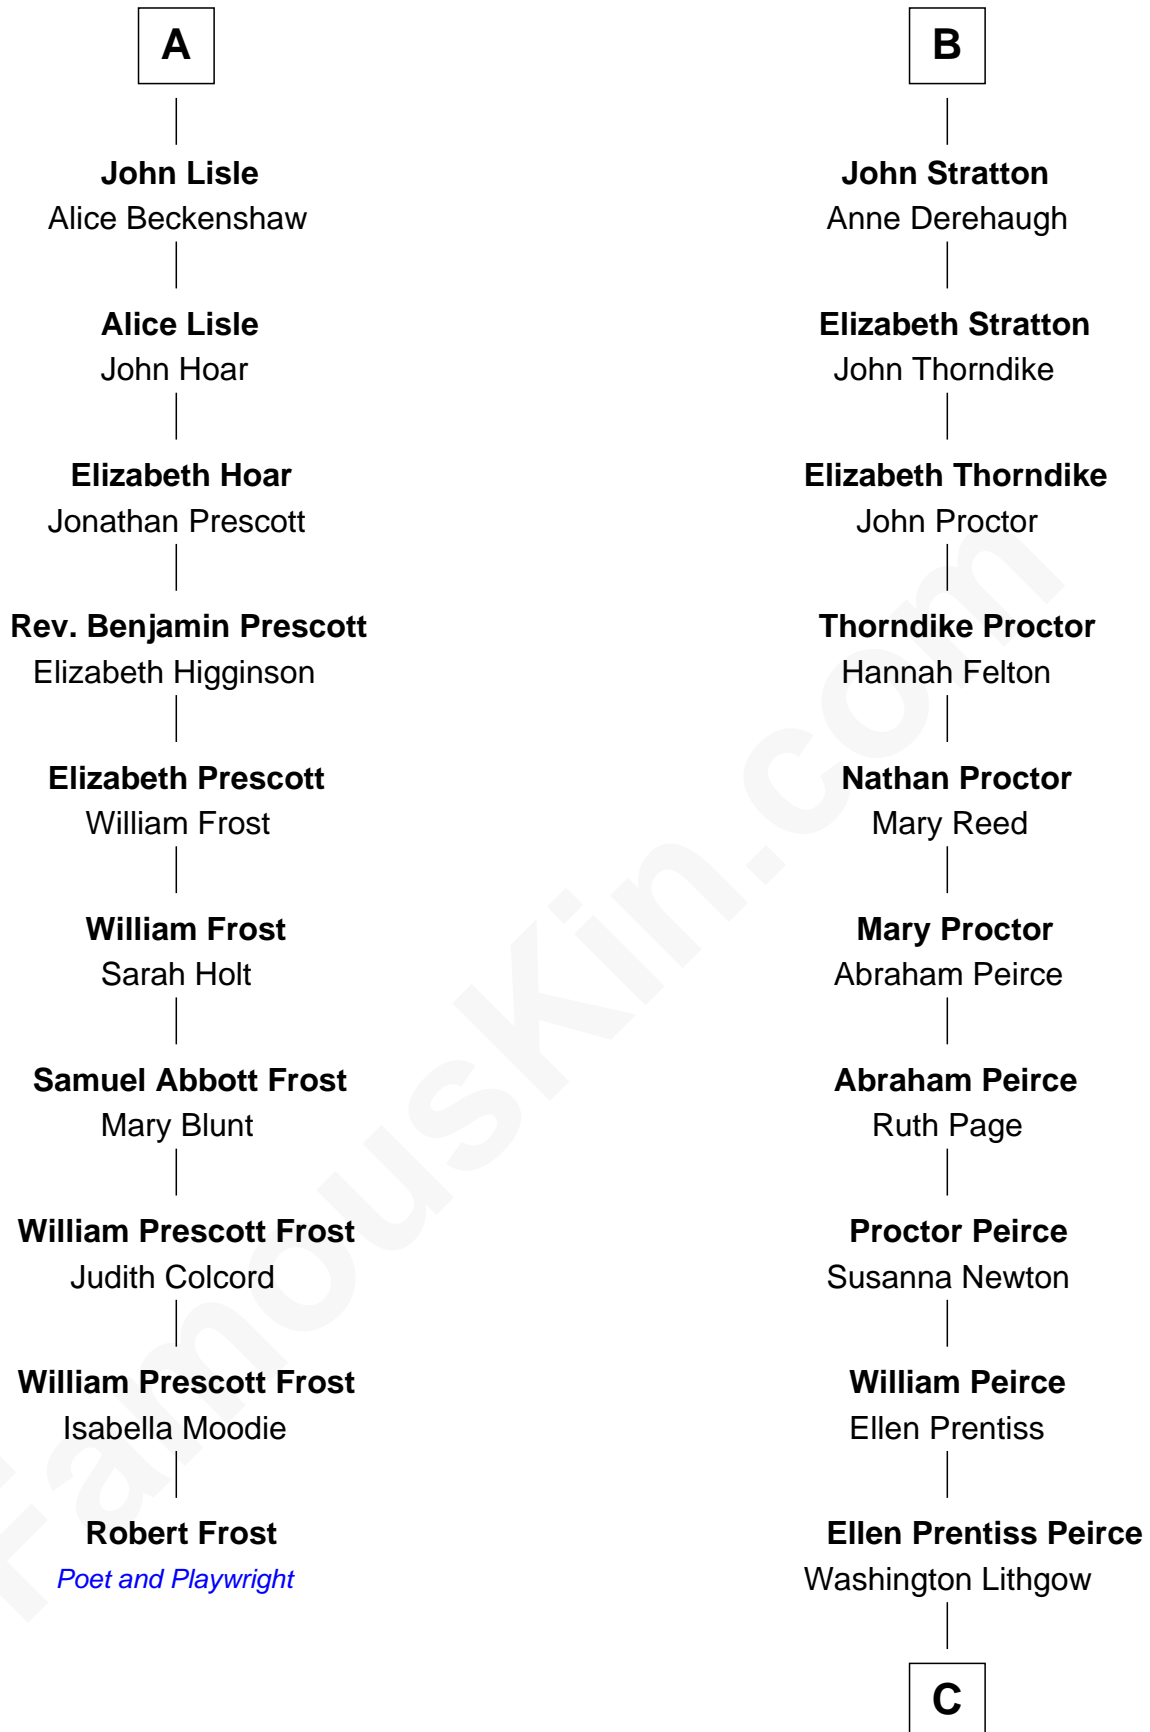 A
John Lisle
Alice Beckenshaw
Alice Lisle
John Hoar
Elizabeth Hoar
Jonathan Prescott
Rev. Benjamin Prescott
Elizabeth Higginson
Elizabeth Prescott
William Frost
William Frost
Sarah Holt
Samuel Abbott Frost
Mary Blunt
William Prescott Frost
Judith Colcord
William Prescott Frost
Isabella Moodie
Robert Frost
Poet and Playwright
B
John Stratton
Anne Derehaugh
Elizabeth Stratton
John Thorndike
Elizabeth Thorndike
John Proctor
Thorndike Proctor
Hannah Felton
Nathan Proctor
Mary Reed
Mary Proctor
Abraham Peirce
Abraham Peirce
Ruth Page
Proctor Peirce
Susanna Newton
William Peirce
Ellen Prentiss
Ellen Prentiss Peirce
Washington Lithgow
C
FamousKin.com